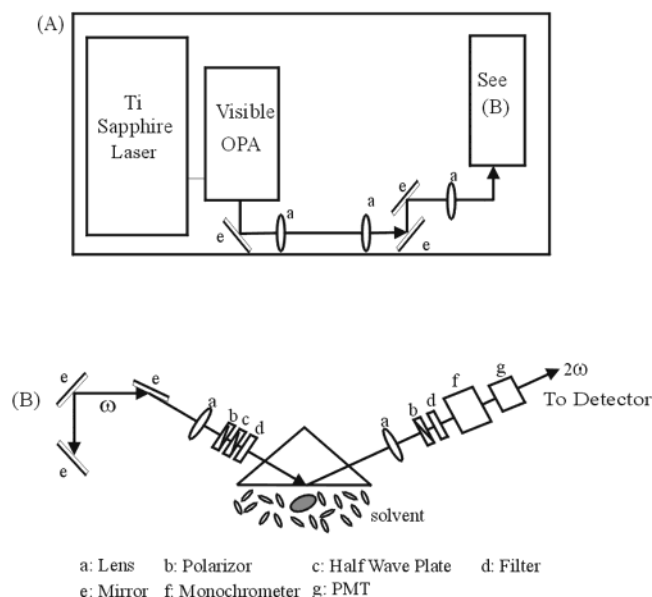 (A)
Ti
Sapphire
Laser
Visible
OPA
See
(B)
e
a
a
e
e
a
(B)
e
ω
e
e
a
b
c
d
a
b
d
f
g
2ω
To Detector
solvent
a: Lens b: Polarizor c: Half Wave Plate d: Filter
e: Mirror f: Monochrometer g: PMT